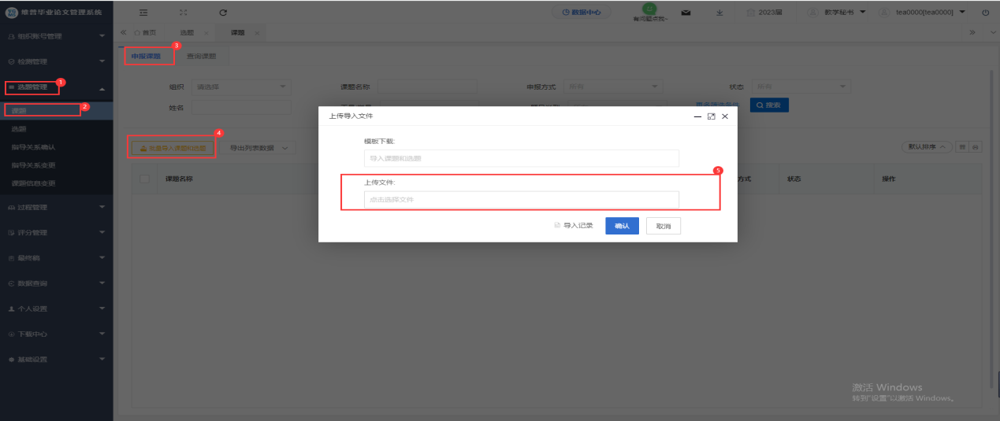 维普毕业论文管理系统
数据中心
有问题点我~
2023届
教学秘书
tea0000[tea0000]
组织账号管理
首页
选题
课题
3
检测管理
申报课题
查询课题
1
选题管理
组织
请选择
课题名称
申报方式
所有
状态
所有
2
课题
姓名
更多筛选条件
搜索
上传导入文件
选题
4
模板下载:
指导关系确认
批量导入课题和选题
导出列表数据
导入课题和选题
默认排序
指导关系变更
5
课题信息变更
课题名称
上传文件:
方式
状态
操作
点击选择文件
过程管理
导入记录
确认
取消
评分管理
最终稿
数据查询
个人设置
下载中心
基础设置
激活 Windows
转到"设置"以激活 Windows。